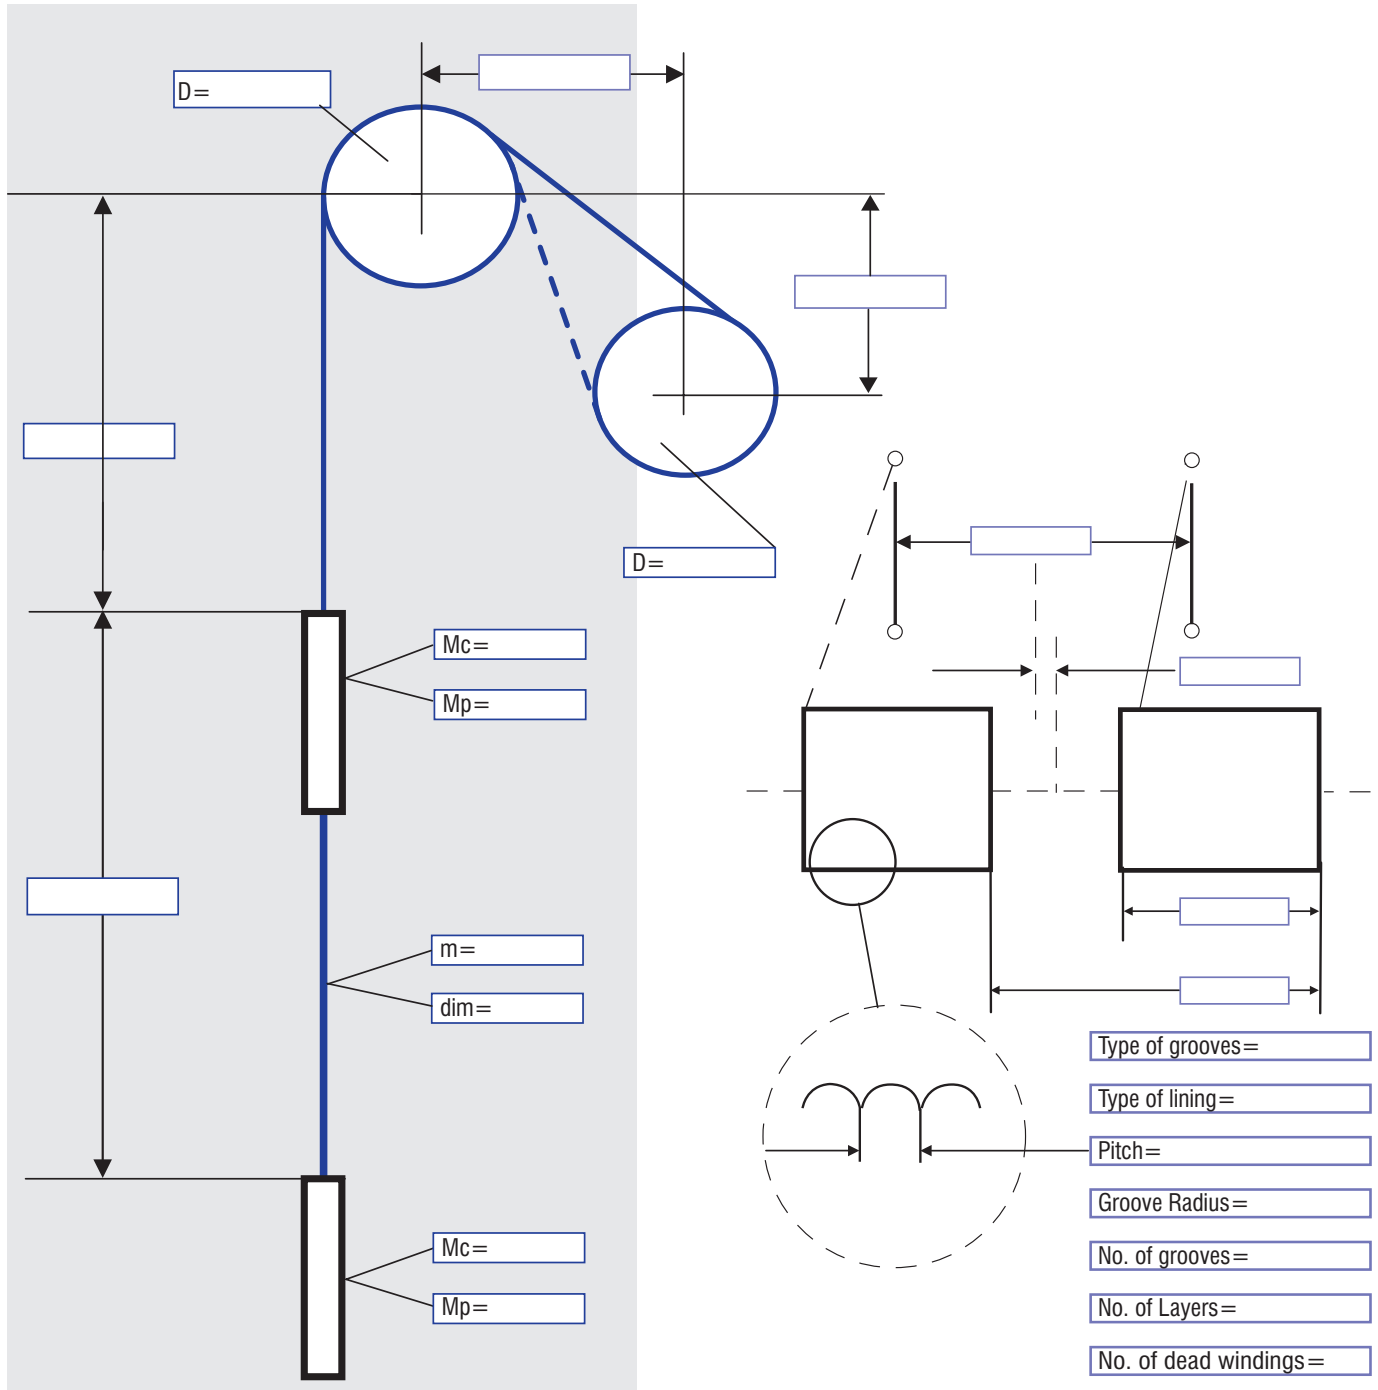 D=
D=
Mc=
Mp=
m=
dim=
Mc=
Mp=
Type of grooves=
Type of lining=
Pitch=
Groove Radius=
No. of grooves=
No. of Layers=
No. of dead windings=